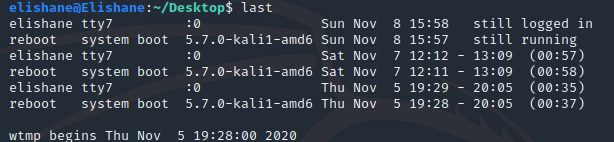 elishane@Elishane:~/Desktop$ last
elishane tty7         :0               Sun Nov  8 15:58   still logged in
reboot   system boot  5.7.0-kali1-amd6 Sun Nov  8 15:57   still running
elishane tty7         :0               Sat Nov  7 12:12 - 13:09  (00:57)
reboot   system boot  5.7.0-kali1-amd6 Sat Nov  7 12:11 - 13:09  (00:58)
elishane tty7         :0               Thu Nov  5 19:29 - 20:05  (00:35)
reboot   system boot  5.7.0-kali1-amd6 Thu Nov  5 19:28 - 20:05  (00:37)
wtmp begins Thu Nov  5 19:28:00 2020